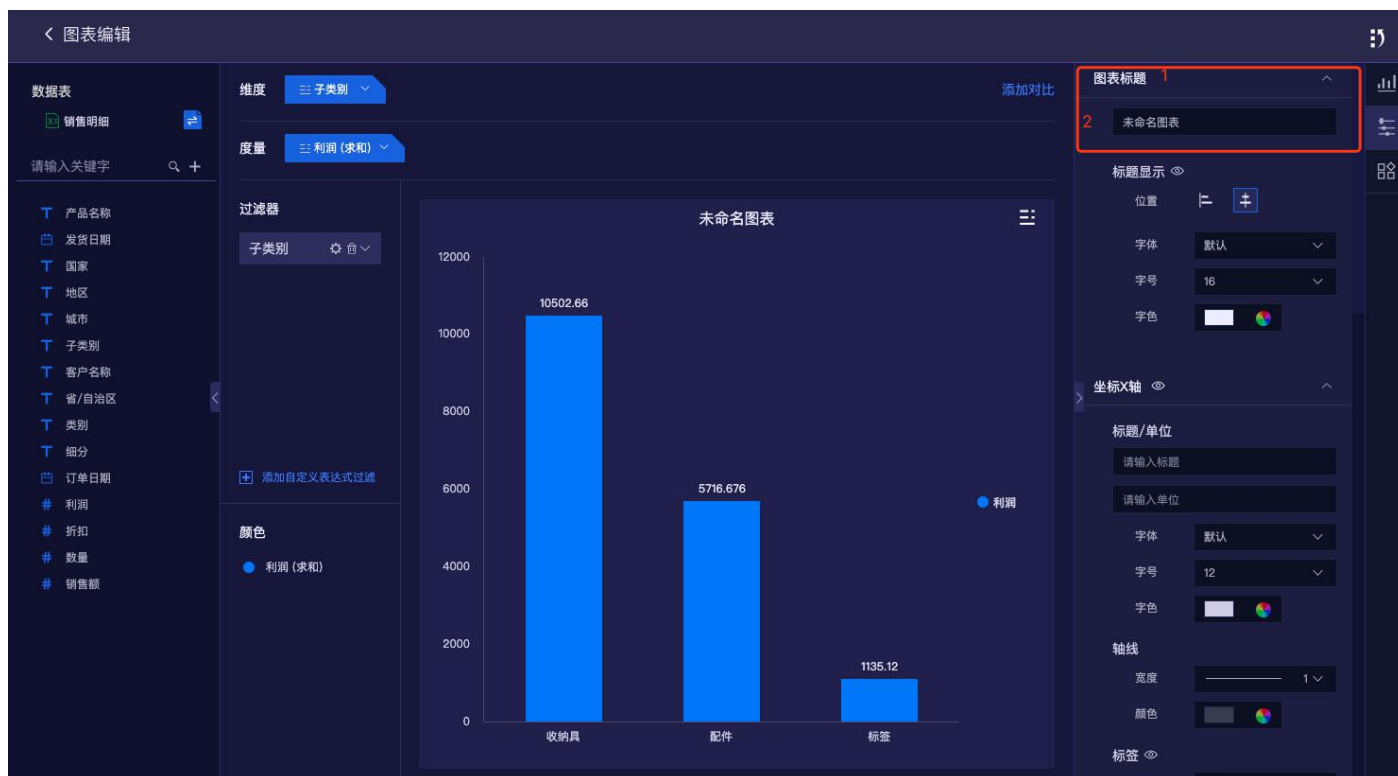 图表编辑
数据表
销售明细
请输入关键字
产品名称
发货日期
国家
地区
城市
子类别
客户名称
省/自治区
类别
细分
订单日期
利润
折扣
数量
销售额
维度
子类别
添加对比
度量
利润 (求和)
过滤器
子类别
添加自定义表达式过滤
颜色
利润 (求和)
未命名图表
12000
10000
8000
6000
4000
2000
0
10502.66
5716.676
1135.12
收纳具
配件
标签
利润
图表标题 1
2 未命名图表
标题显示
位置
字体 默认
字号 16
字色
坐标X轴
标题/单位
请输入标题
请输入单位
字体 默认
字号 12
字色
轴线
宽度 1
颜色
标签